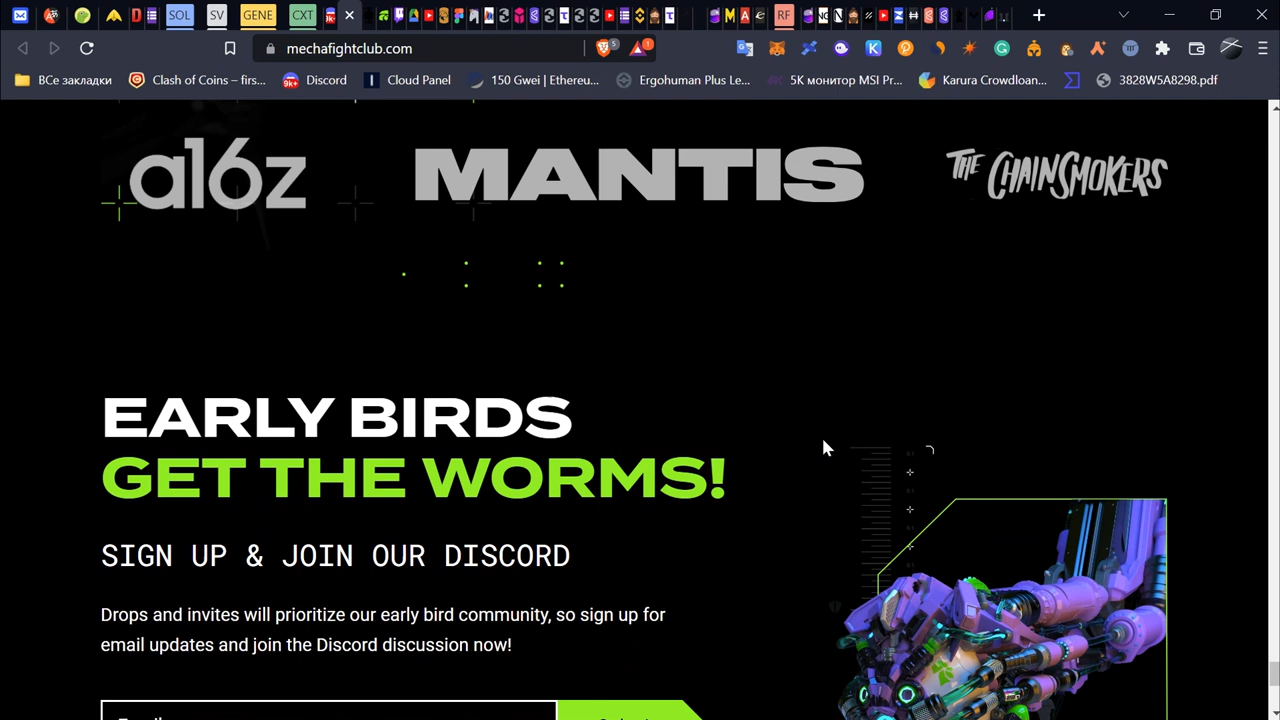 SOL
SV
GENE
CXT
RF
mechafightclub.com
5
1
ВСе закладки
Clash of Coins – firs...
9K+
Discord
Cloud Panel
150 Gwei | Ethereu...
Ergohuman Plus Le...
5K монитор MSI Pr...
Karura Crowdloan...
3828W5A8298.pdf
a16z
MANTIS
THE CHAINSMOKERS
EARLY BIRDS
GET THE WORMS!
SIGN UP & JOIN OUR DISCORD
Drops and invites will prioritize our early bird community, so sign up for
email updates and join the Discord discussion now!